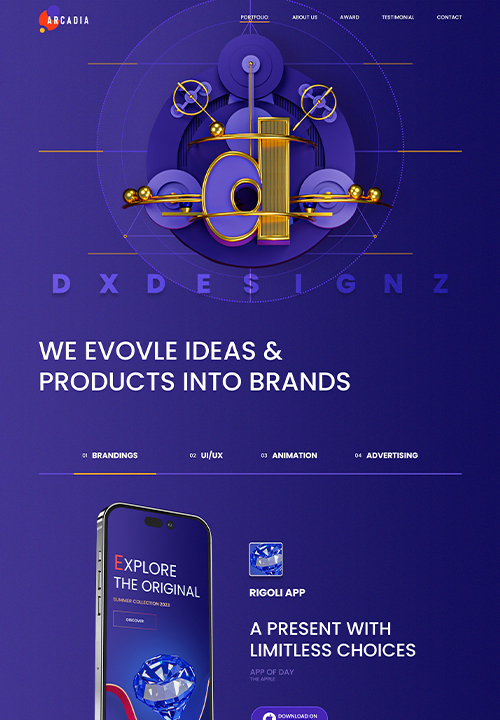 ARCADIA
PORTFOLIO ABOUT US AWARD TESTIMONIAL CONTACT
d
DXDESIGNZ
WE EVOVLE IDEAS &
PRODUCTS INTO BRANDS
01 BRANDINGS 02 UI/UX 03 ANIMATION 04 ADVERTISING
EXPLORE
THE ORIGINAL
SUMMER COLLECTION 2023
DISCOVER
RIGOLI APP
A PRESENT WITH
LIMITLESS CHOICES
APP OF DAY
THE APPLE
DOWNLOAD ON